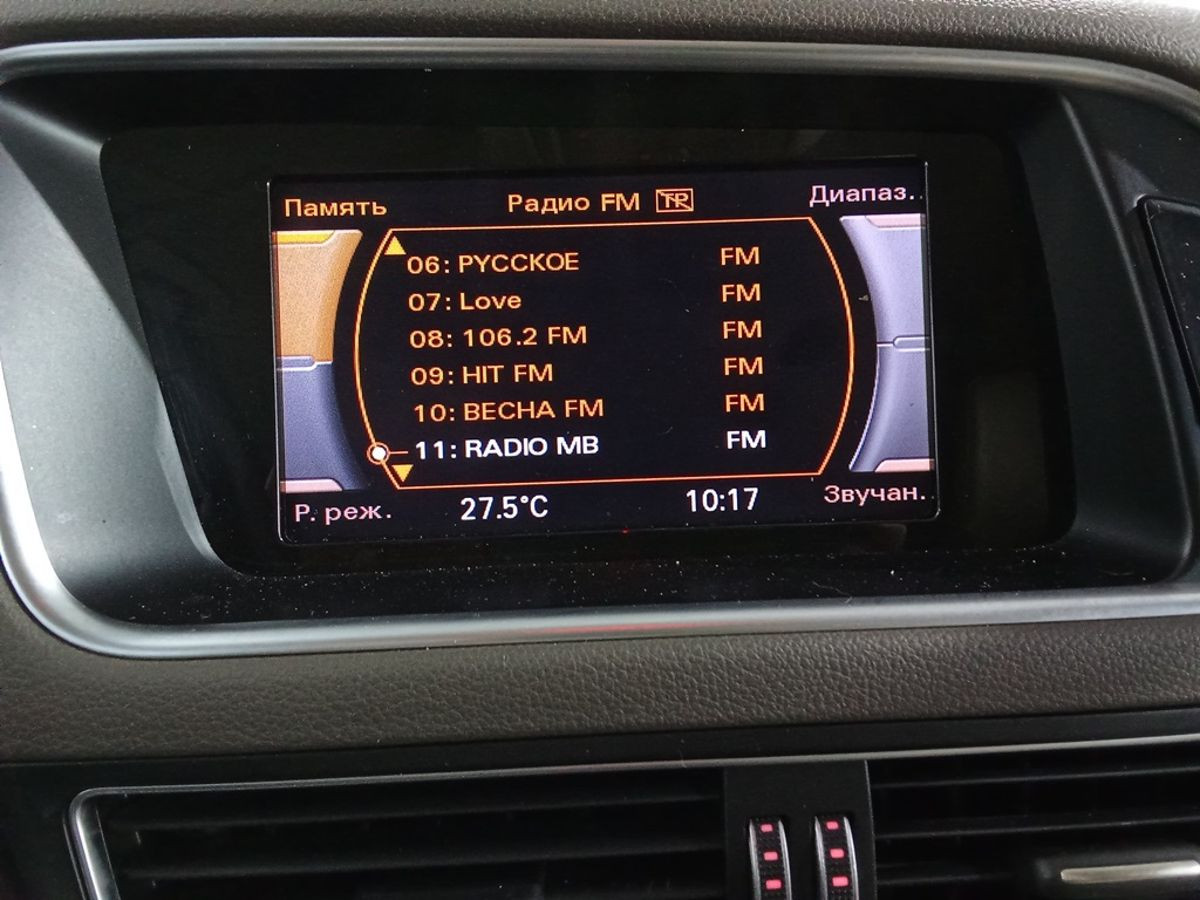 Память Радио FM TP Диапаз.
06: РУССКОЕ FM
07: Love FM
08: 106.2 FM FM
09: HIT FM FM
10: ВЕСНА FM FM
11: RADIO MB FM
Р. реж. 27.5°C 10:17 Звучан.